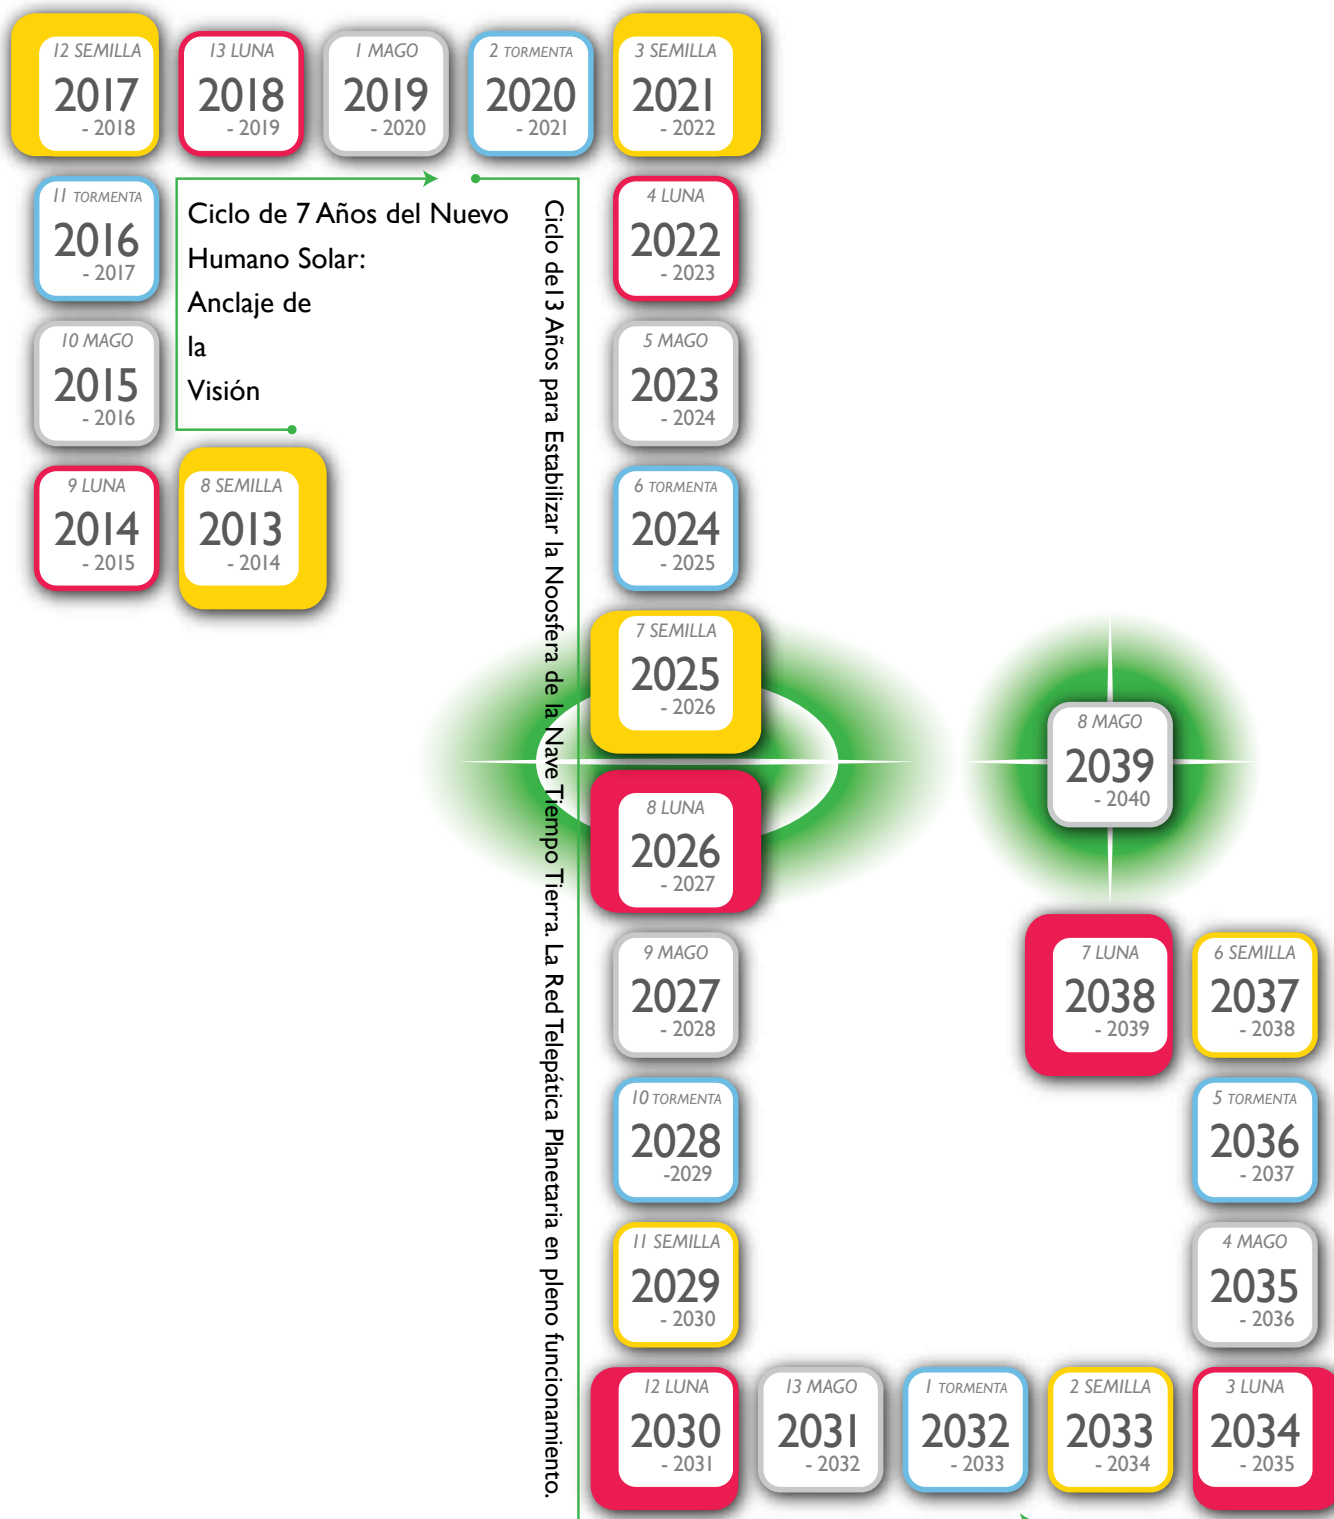 12 SEMILLA
2017
- 2018
13 LUNA
2018
- 2019
1 MAGO
2019
- 2020
2 TORMENTA
2020
- 2021
3 SEMILLA
2021
- 2022
11 TORMENTA
2016
- 2017
10 MAGO
2015
- 2016
9 LUNA
2014
- 2015
8 SEMILLA
2013
- 2014
Ciclo de 7 Años del Nuevo
Humano Solar:
Anclaje de
la
Visión
Ciclo de13 Años para Estabilizar la Noosfera de la Nave Tiempo Tierra. La Red Telepática Planetaria en pleno funcionamiento.
4 LUNA
2022
- 2023
5 MAGO
2023
- 2024
6 TORMENTA
2024
- 2025
7 SEMILLA
2025
- 2026
8 LUNA
2026
- 2027
9 MAGO
2027
- 2028
10 TORMENTA
2028
-2029
11 SEMILLA
2029
- 2030
12 LUNA
2030
- 2031
13 MAGO
2031
- 2032
1 TORMENTA
2032
- 2033
2 SEMILLA
2033
- 2034
3 LUNA
2034
- 2035
4 MAGO
2035
- 2036
5 TORMENTA
2036
- 2037
6 SEMILLA
2037
- 2038
7 LUNA
2038
- 2039
8 MAGO
2039
- 2040